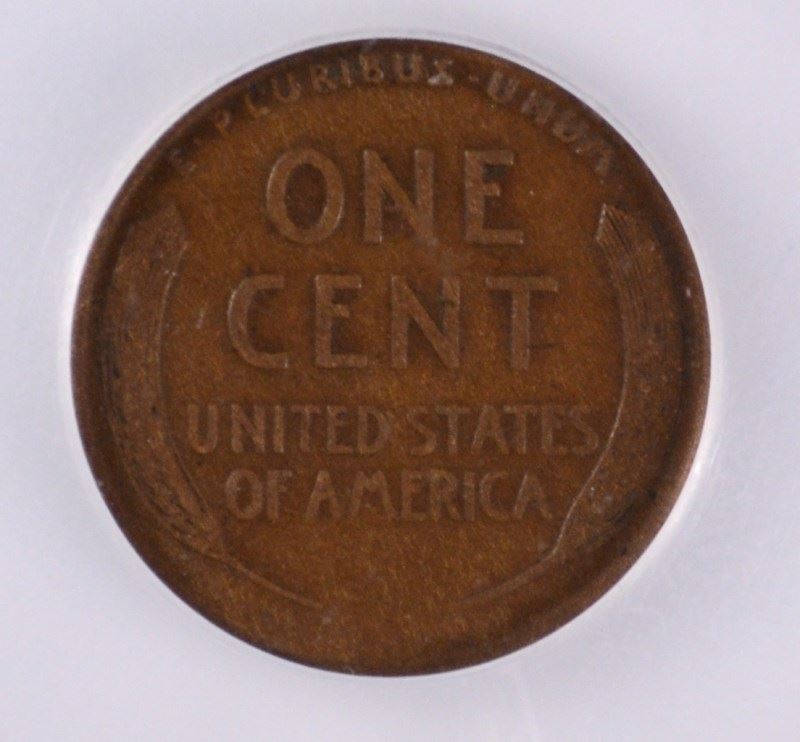 E · PLURIBUS · UNUM
ONE
CENT
UNITED STATES
OF AMERICA